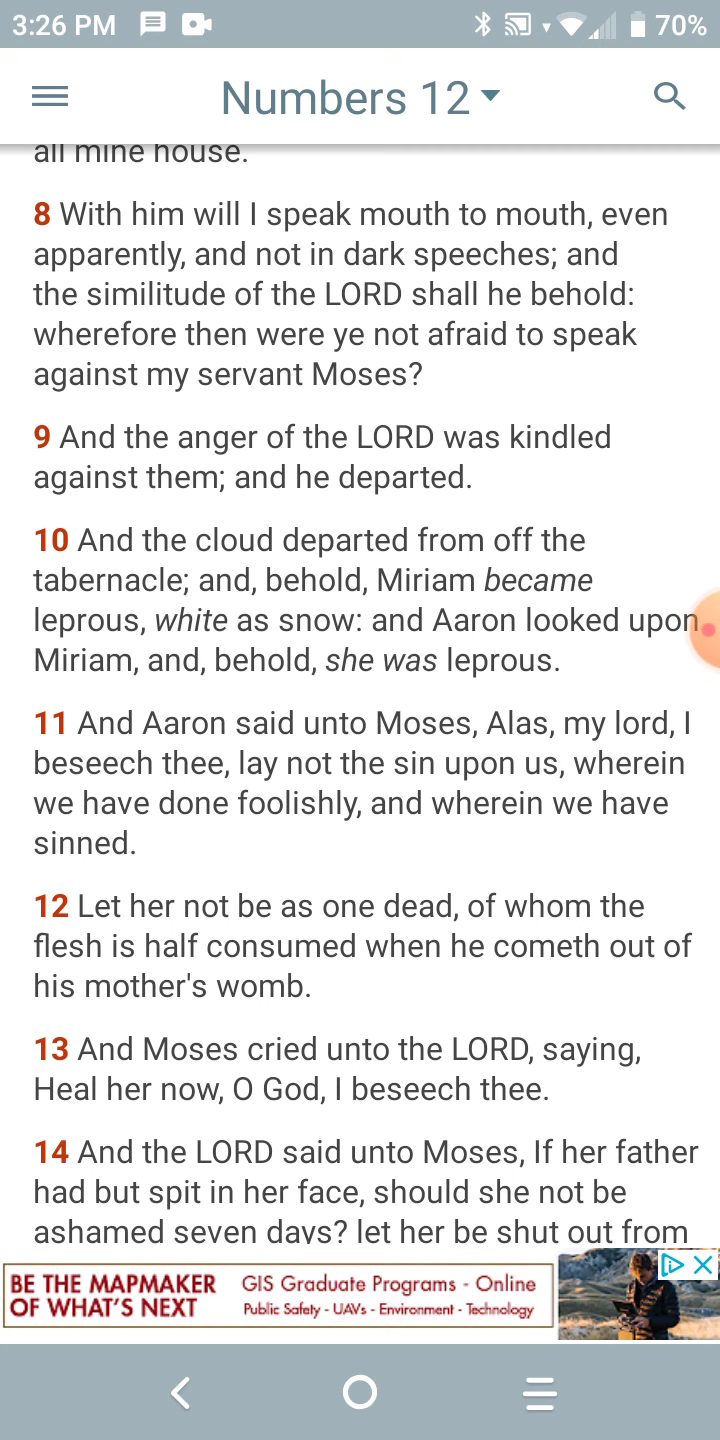 3:26 PM 70%
Numbers 12
all mine house.
8 With him will I speak mouth to mouth, even
apparently, and not in dark speeches; and
the similitude of the LORD shall he behold:
wherefore then were ye not afraid to speak
against my servant Moses?
9 And the anger of the LORD was kindled
against them; and he departed.
10 And the cloud departed from off the
tabernacle; and, behold, Miriam became
leprous, white as snow: and Aaron looked upon
Miriam, and, behold, she was leprous.
11 And Aaron said unto Moses, Alas, my lord, I
beseech thee, lay not the sin upon us, wherein
we have done foolishly, and wherein we have
sinned.
12 Let her not be as one dead, of whom the
flesh is half consumed when he cometh out of
his mother's womb.
13 And Moses cried unto the LORD, saying,
Heal her now, O God, I beseech thee.
14 And the LORD said unto Moses, If her father
had but spit in her face, should she not be
ashamed seven days? let her be shut out from
BE THE MAPMAKER
OF WHAT'S NEXT
GIS Graduate Programs - Online
Public Safety - UAVs - Environment - Technology